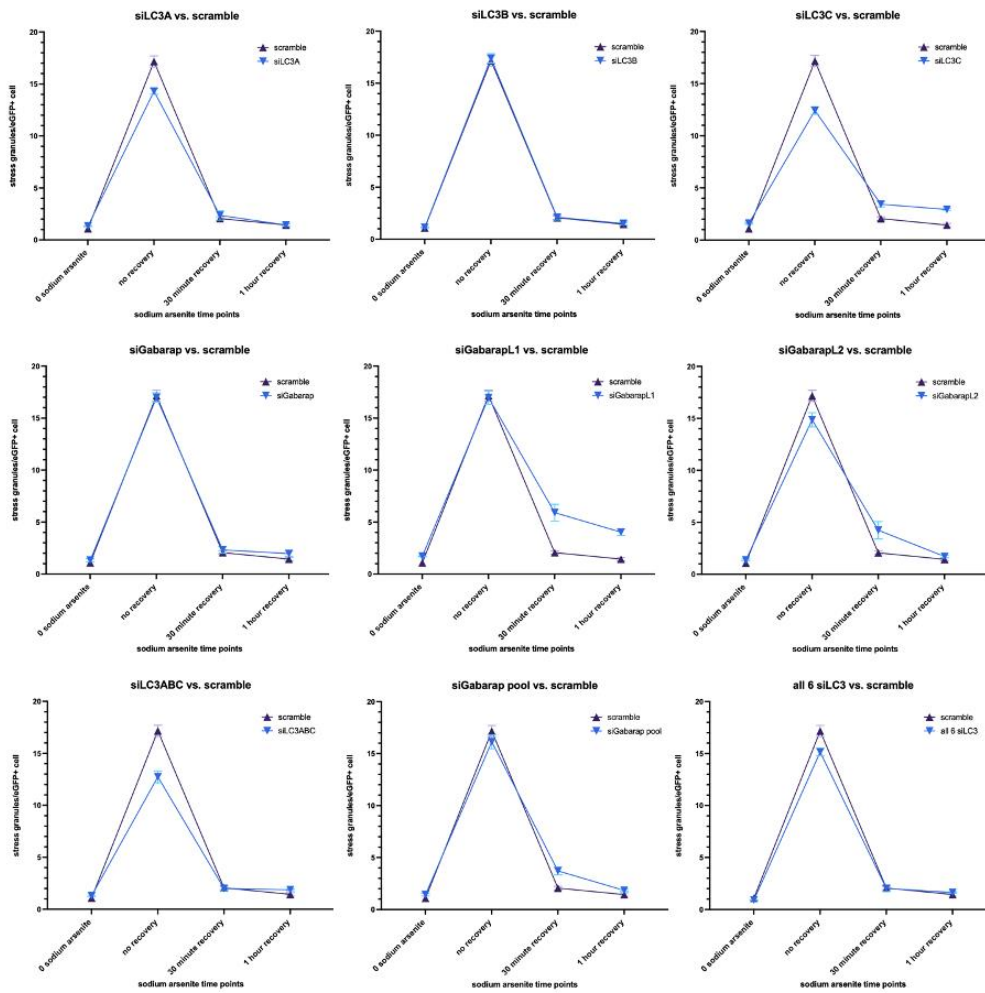 siLC3A vs. scramble
siLC3B vs. scramble
siLC3C vs. scramble
20
15
10
5
0
stress granules/eGFP+ cell
scramble
siLC3A
0 sodium arsenite
no recovery
30 minute recovery
1 hour recovery
sodium arsenite time points
20
15
10
5
0
stress granules/eGFP+ cell
scramble
siLC3B
0 sodium arsenite
no recovery
30 minute recovery
1 hour recovery
sodium arsenite time points
20
15
10
5
0
stress granules/eGFP+ cell
scramble
siLC3C
0 sodium arsenite
no recovery
30 minute recovery
1 hour recovery
sodium arsenite time points
siGabarap vs. scramble
siGabarapL1 vs. scramble
siGabarapL2 vs. scramble
20
15
10
5
0
stress granules/eGFP+ cell
scramble
siGabarap
0 sodium arsenite
no recovery
30 minute recovery
1 hour recovery
sodium arsenite time points
20
15
10
5
0
stress granules/eGFP+ cell
scramble
siGabarapL1
0 sodium arsenite
no recovery
30 minute recovery
1 hour recovery
sodium arsenite time points
20
15
10
5
0
stress granules/eGFP+ cell
scramble
siGabarapL2
0 sodium arsenite
no recovery
30 minute recovery
1 hour recovery
sodium arsenite time points
siLC3ABC vs. scramble
siGabarap pool vs. scramble
all 6 siLC3 vs. scramble
20
15
10
5
0
stress granules/eGFP+ cell
scramble
siLC3ABC
0 sodium arsenite
no recovery
30 minute recovery
1 hour recovery
sodium arsenite time points
20
15
10
5
0
stress granules/eGFP+ cell
scramble
siGabarap pool
0 sodium arsenite
no recovery
30 minute recovery
1 hour recovery
sodium arsenite time points
20
15
10
5
0
stress granules/eGFP+ cell
scramble
all 6 siLC3
0 sodium arsenite
no recovery
30 minute recovery
1 hour recovery
sodium arsenite time points